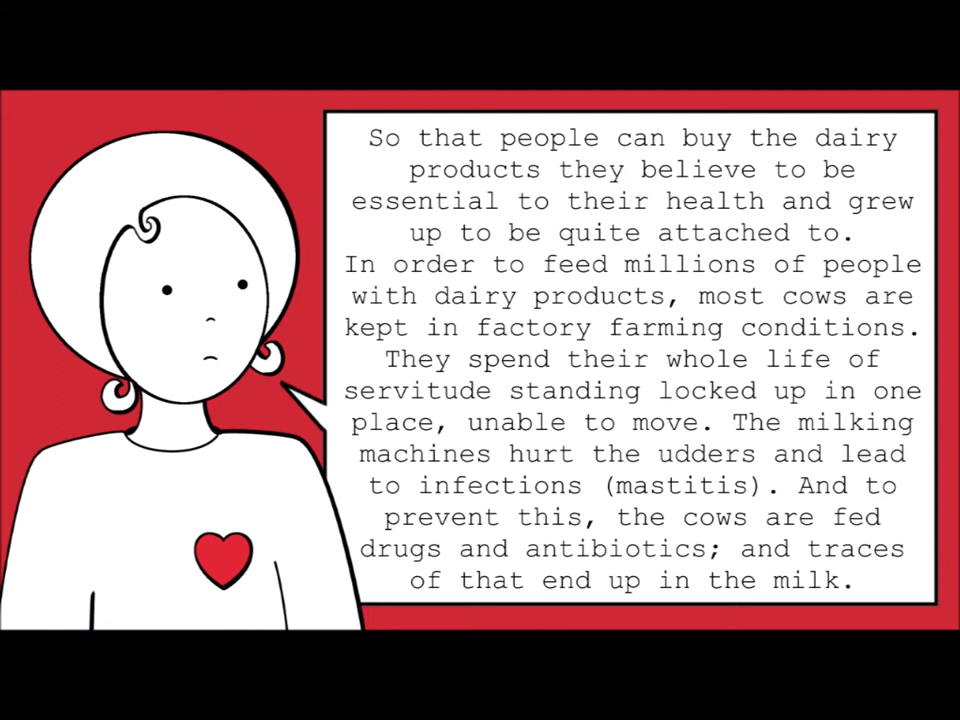 So that people can buy the dairy
products they believe to be
essential to their health and grew
up to be quite attached to.
In order to feed millions of people
with dairy products, most cows are
kept in factory farming conditions.
They spend their whole life of
servitude standing locked up in one
place, unable to move. The milking
machines hurt the udders and lead
to infections (mastitis). And to
prevent this, the cows are fed
drugs and antibiotics; and traces
of that end up in the milk.